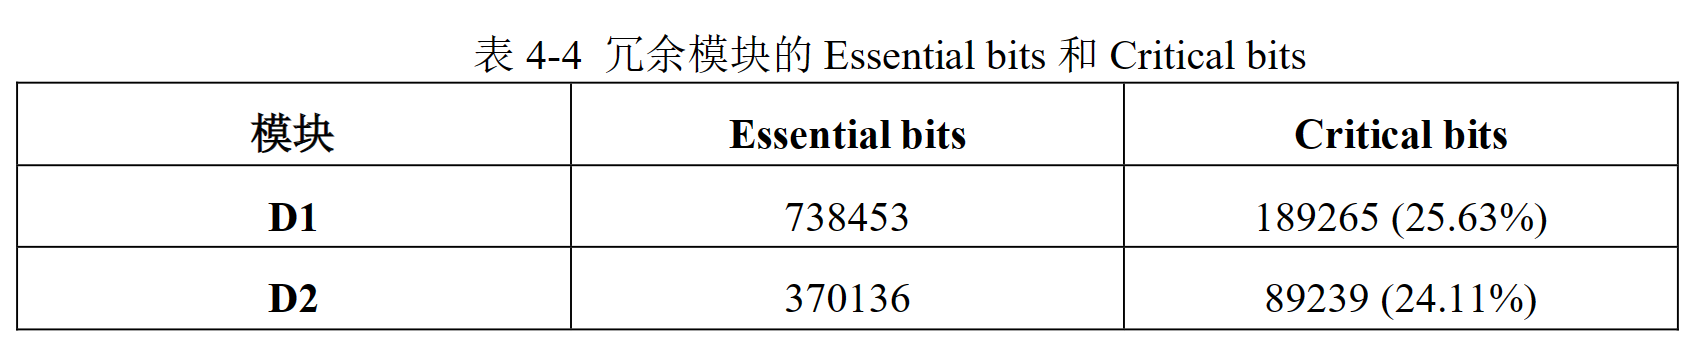 表 4-4 冗余模块的 Essential bits 和 Critical bits
模块 Essential bits Critical bits
D1 738453 189265 (25.63%)
D2 370136 89239 (24.11%)